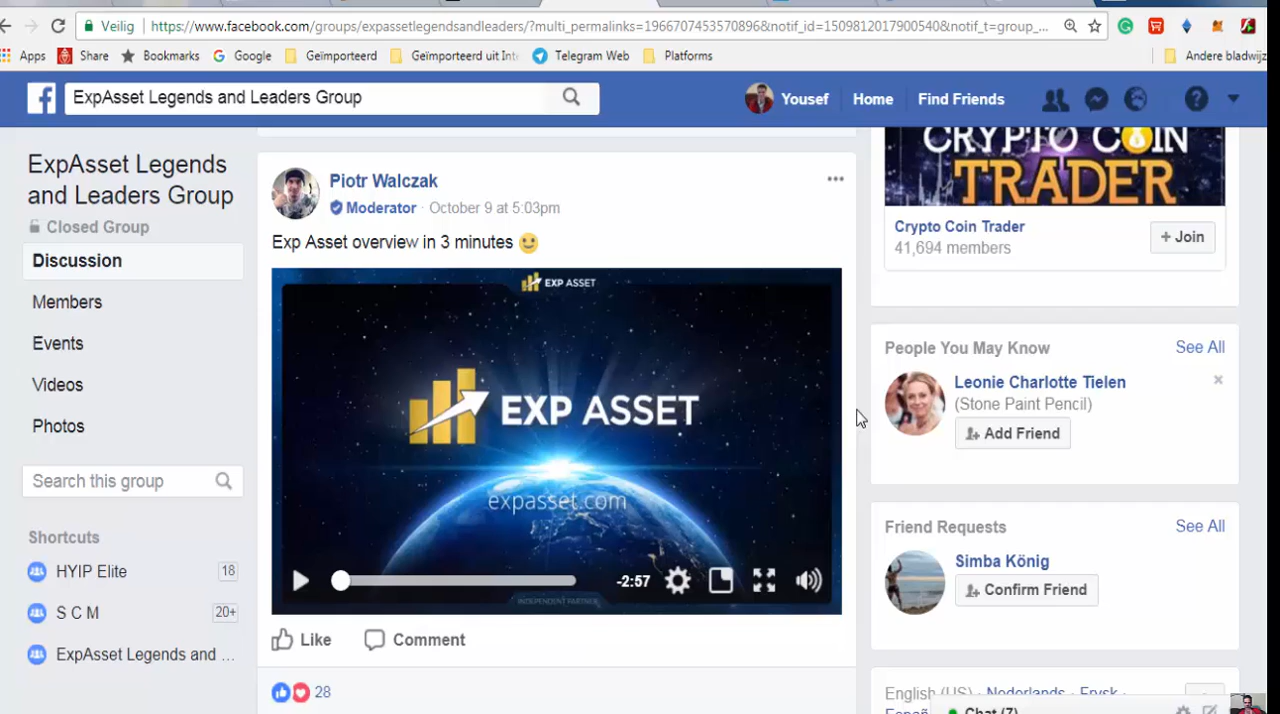 Veilig
https://www.facebook.com/groups/expassetlegendsandleaders/?multi_permalinks=1966707453570896&notif_id=1509812017900540&notif_t=group_...
Apps
Share
Bookmarks
Google
Geïmporteerd
Geïmporteerd uit Int
Telegram Web
Platforms
Andere bladwijz
ExpAsset Legends and Leaders Group
Yousef
Home
Find Friends
ExpAsset Legends
and Leaders Group
Closed Group
Discussion
Members
Events
Videos
Photos
Search this group
Shortcuts
HYIP Elite
18
S C M
20+
ExpAsset Legends and ...
Piotr Walczak
Moderator · October 9 at 5:03pm
Exp Asset overview in 3 minutes
EXP ASSET
EXP ASSET
expasset.com
-2:57
INDEPENDENT PARTNER
Like
Comment
28
CRYPTO COIN
TRADER
Crypto Coin Trader
41,694 members
+ Join
People You May Know
See All
Leonie Charlotte Tielen
(Stone Paint Pencil)
Add Friend
Friend Requests
See All
Simba König
Confirm Friend
English (US) · Nederlands · Frysk ·
Españ
Chat (7)